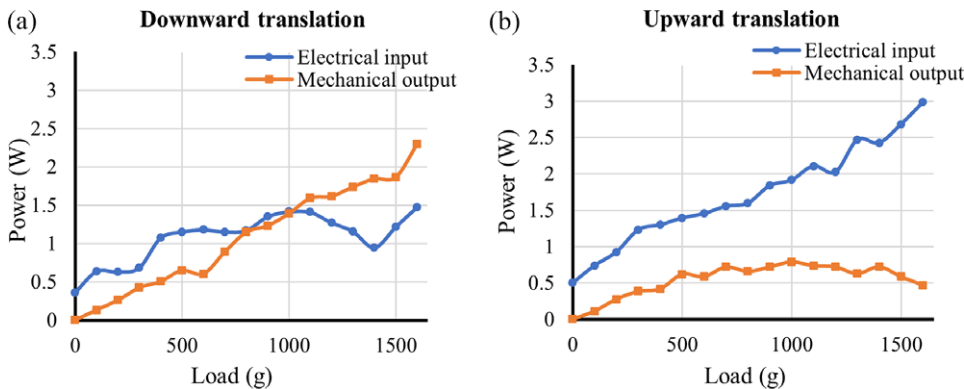 (a)
Downward translation
Electrical input
Mechanical output
3.5
3
2.5
2
1.5
1
0.5
0
Power (W)
0 500 1000 1500
Load (g)
(b)
Upward translation
Electrical input
Mechanical output
3.5
3
2.5
2
1.5
1
0.5
0
Power (W)
0 500 1000 1500
Load (g)